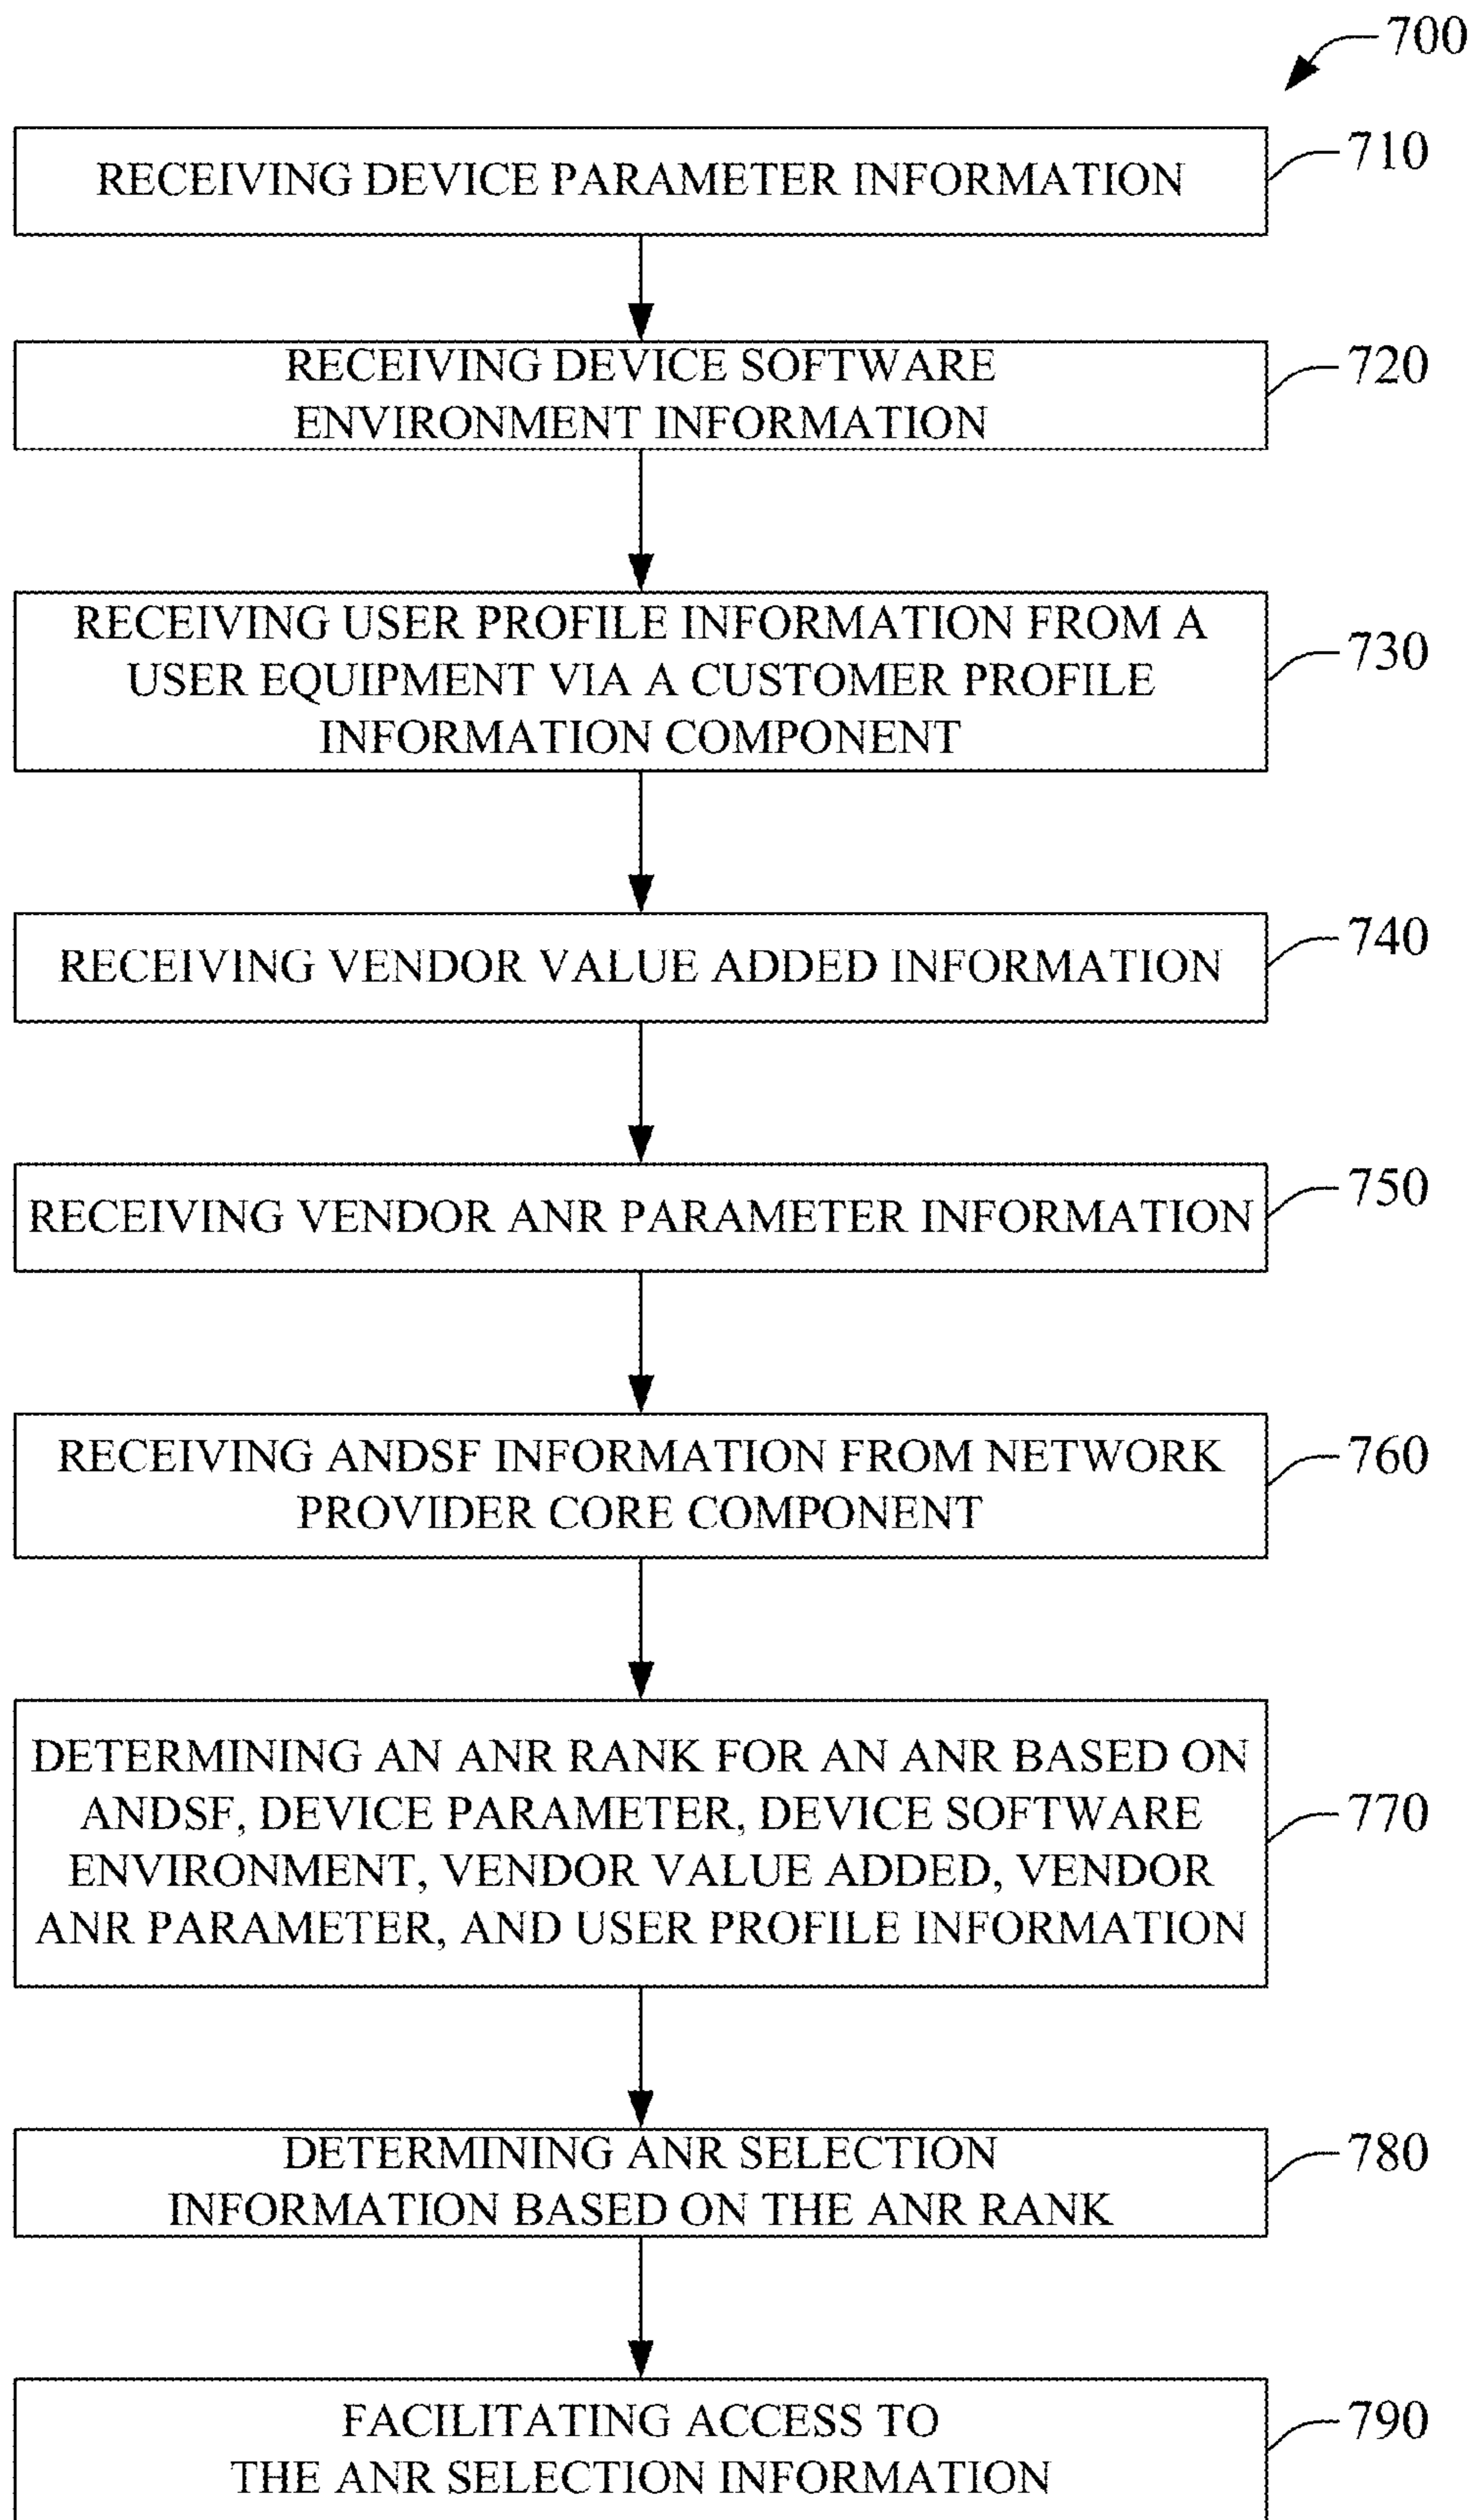 700
RECEIVING DEVICE PARAMETER INFORMATION
710
RECEIVING DEVICE SOFTWARE
ENVIRONMENT INFORMATION
720
RECEIVING USER PROFILE INFORMATION FROM A
USER EQUIPMENT VIA A CUSTOMER PROFILE
INFORMATION COMPONENT
730
RECEIVING VENDOR VALUE ADDED INFORMATION
740
RECEIVING VENDOR ANR PARAMETER INFORMATION
750
RECEIVING ANDSF INFORMATION FROM NETWORK
PROVIDER CORE COMPONENT
760
DETERMINING AN ANR RANK FOR AN ANR BASED ON
ANDSF, DEVICE PARAMETER, DEVICE SOFTWARE
ENVIRONMENT, VENDOR VALUE ADDED, VENDOR
ANR PARAMETER, AND USER PROFILE INFORMATION
770
DETERMINING ANR SELECTION
INFORMATION BASED ON THE ANR RANK
780
FACILITATING ACCESS TO
THE ANR SELECTION INFORMATION
790